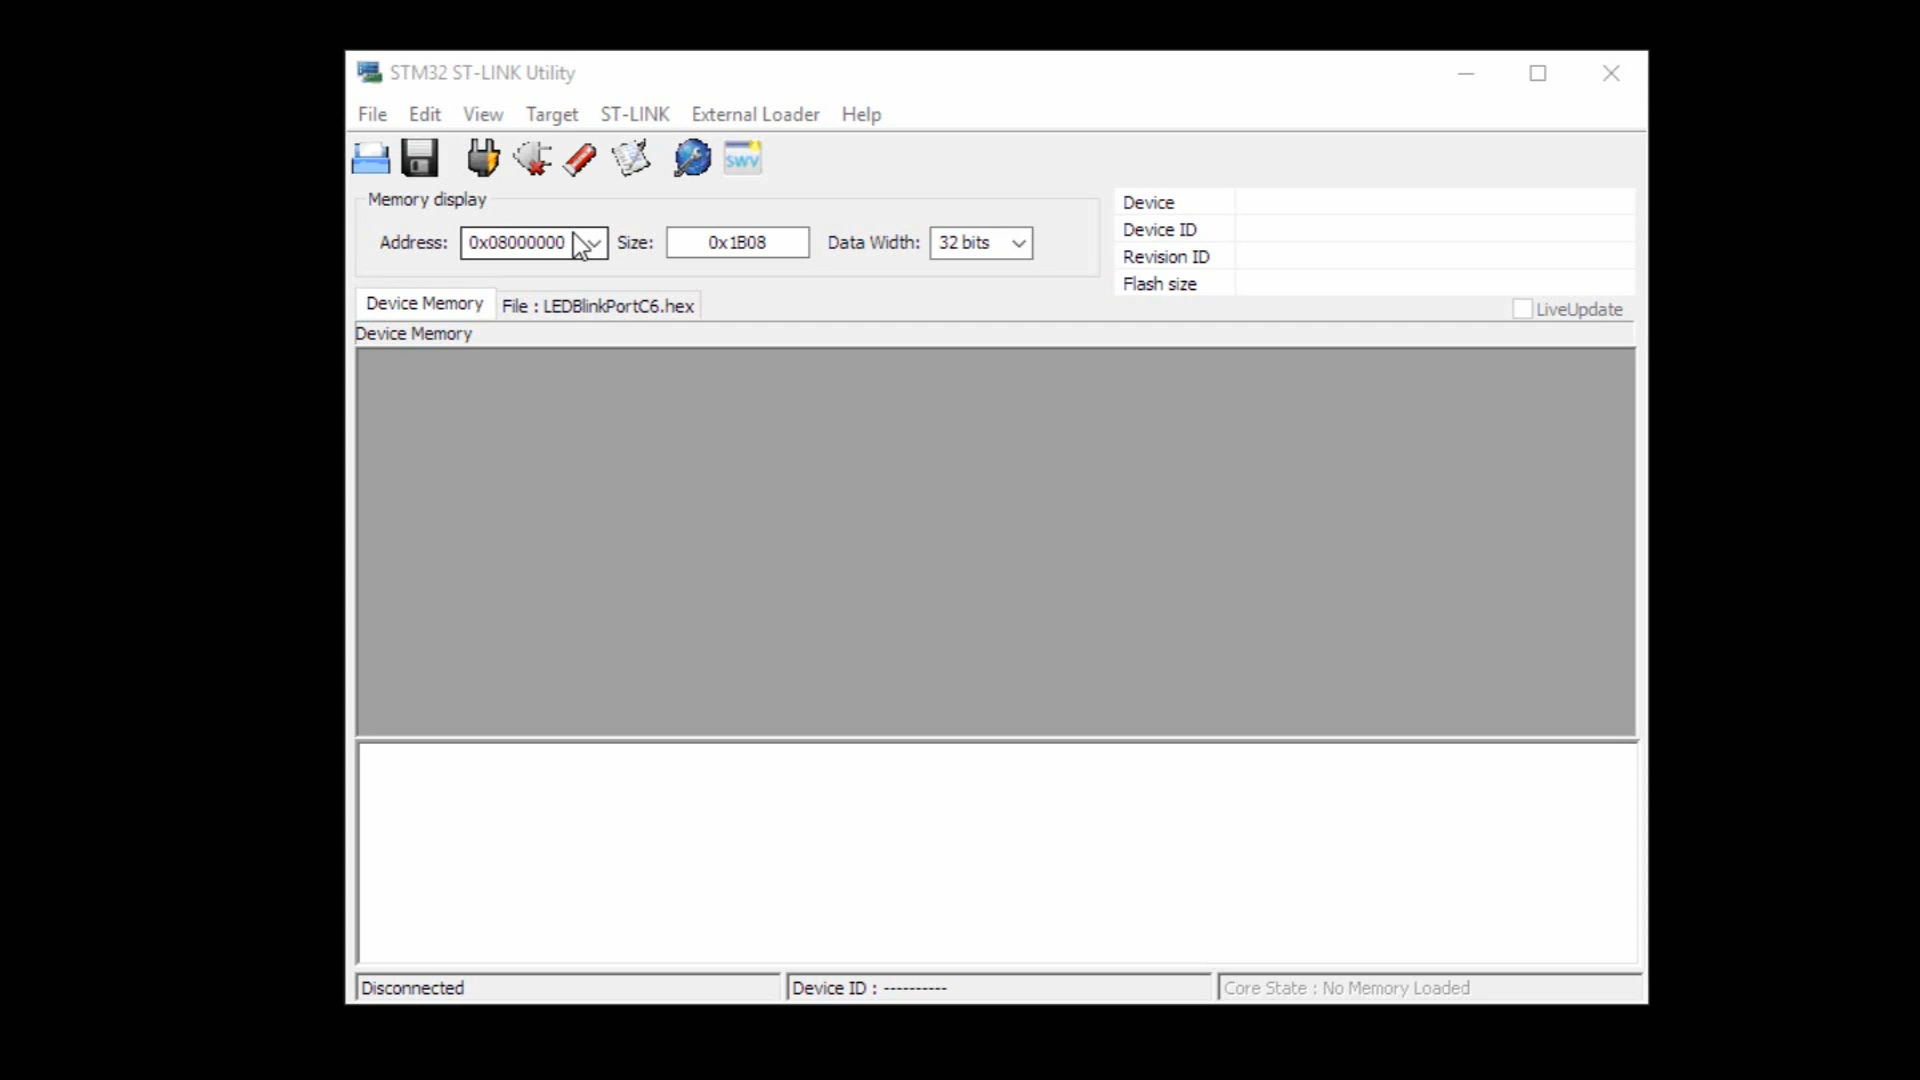 STM32 ST-LINK Utility
File Edit View Target ST-LINK External Loader Help
SWV
Memory display
Address: 0x08000000 Size: 0x1B08 Data Width: 32 bits
Device
Device ID
Revision ID
Flash size
LiveUpdate
Device Memory File : LEDBlinkPortC6.hex
Device Memory
Disconnected Device ID : ---------- Core State : No Memory Loaded